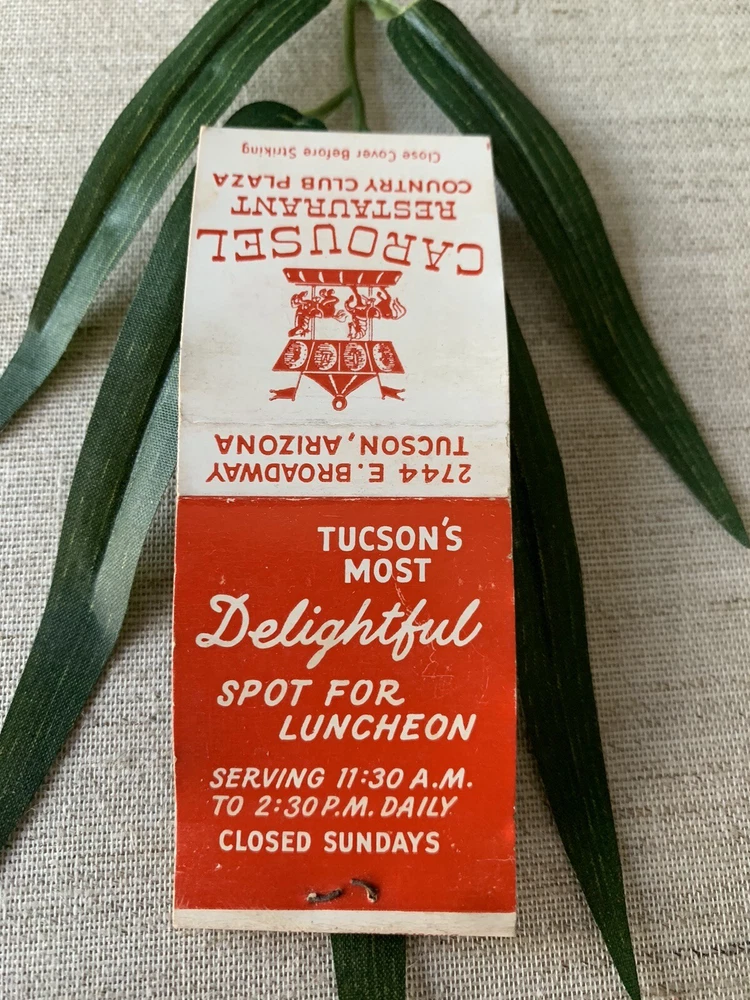 Close Cover Before Striking
COUNTRY CLUB PLAZA
RESTAURANT
CAROUSEL
2744 E. BROADWAY
TUCSON, ARIZONA
TUCSON'S
MOST
Delightful
SPOT FOR
LUNCHEON
SERVING 11:30 A.M.
TO 2:30 P.M. DAILY
CLOSED SUNDAYS